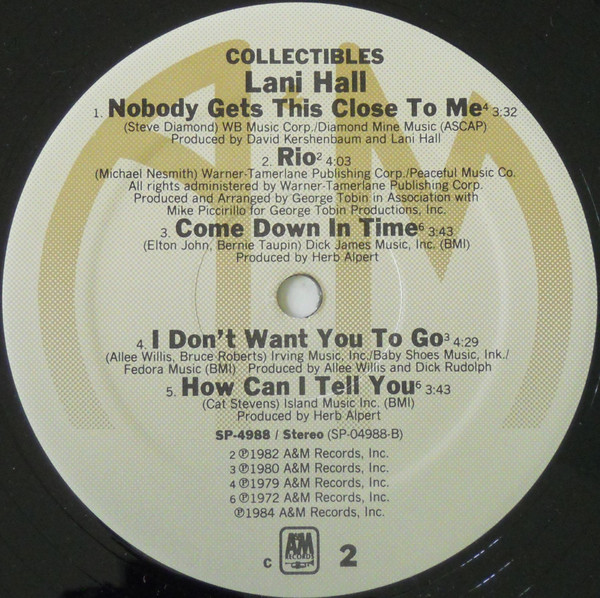 COLLECTIBLES
Lani Hall
1. Nobody Gets This Close To Me⁴ 3:32
(Steve Diamond) WB Music Corp./Diamond Mine Music (ASCAP)
Produced by David Kershenbaum and Lani Hall
2. Rio² 4:03
(Michael Nesmith) Warner-Tamerlane Publishing Corp./Peaceful Music Co.
All rights administered by Warner-Tamerlane Publishing Corp.
Produced and Arranged by George Tobin in Association with
Mike Piccirillo for George Tobin Productions, Inc.
3. Come Down In Time⁶ 3:43
(Elton John, Bernie Taupin) Dick James Music, Inc. (BMI)
Produced by Herb Alpert
4. I Don't Want You To Go³ 4:29
(Allee Willis, Bruce Roberts) Irving Music, Inc./Baby Shoes Music, Ink./
Fedora Music (BMI) Produced by Allee Willis and Dick Rudolph
5. How Can I Tell You⁶ 3:43
(Cat Stevens) Island Music Inc. (BMI)
Produced by Herb Alpert
SP-4988 / Stereo (SP-04988-B)
2 ℗1982 A&M Records, Inc.
3 ℗1980 A&M Records, Inc.
4 ℗1979 A&M Records, Inc.
6 ℗1972 A&M Records, Inc.
℗1984 A&M Records, Inc.
C A&M RECORDS 2